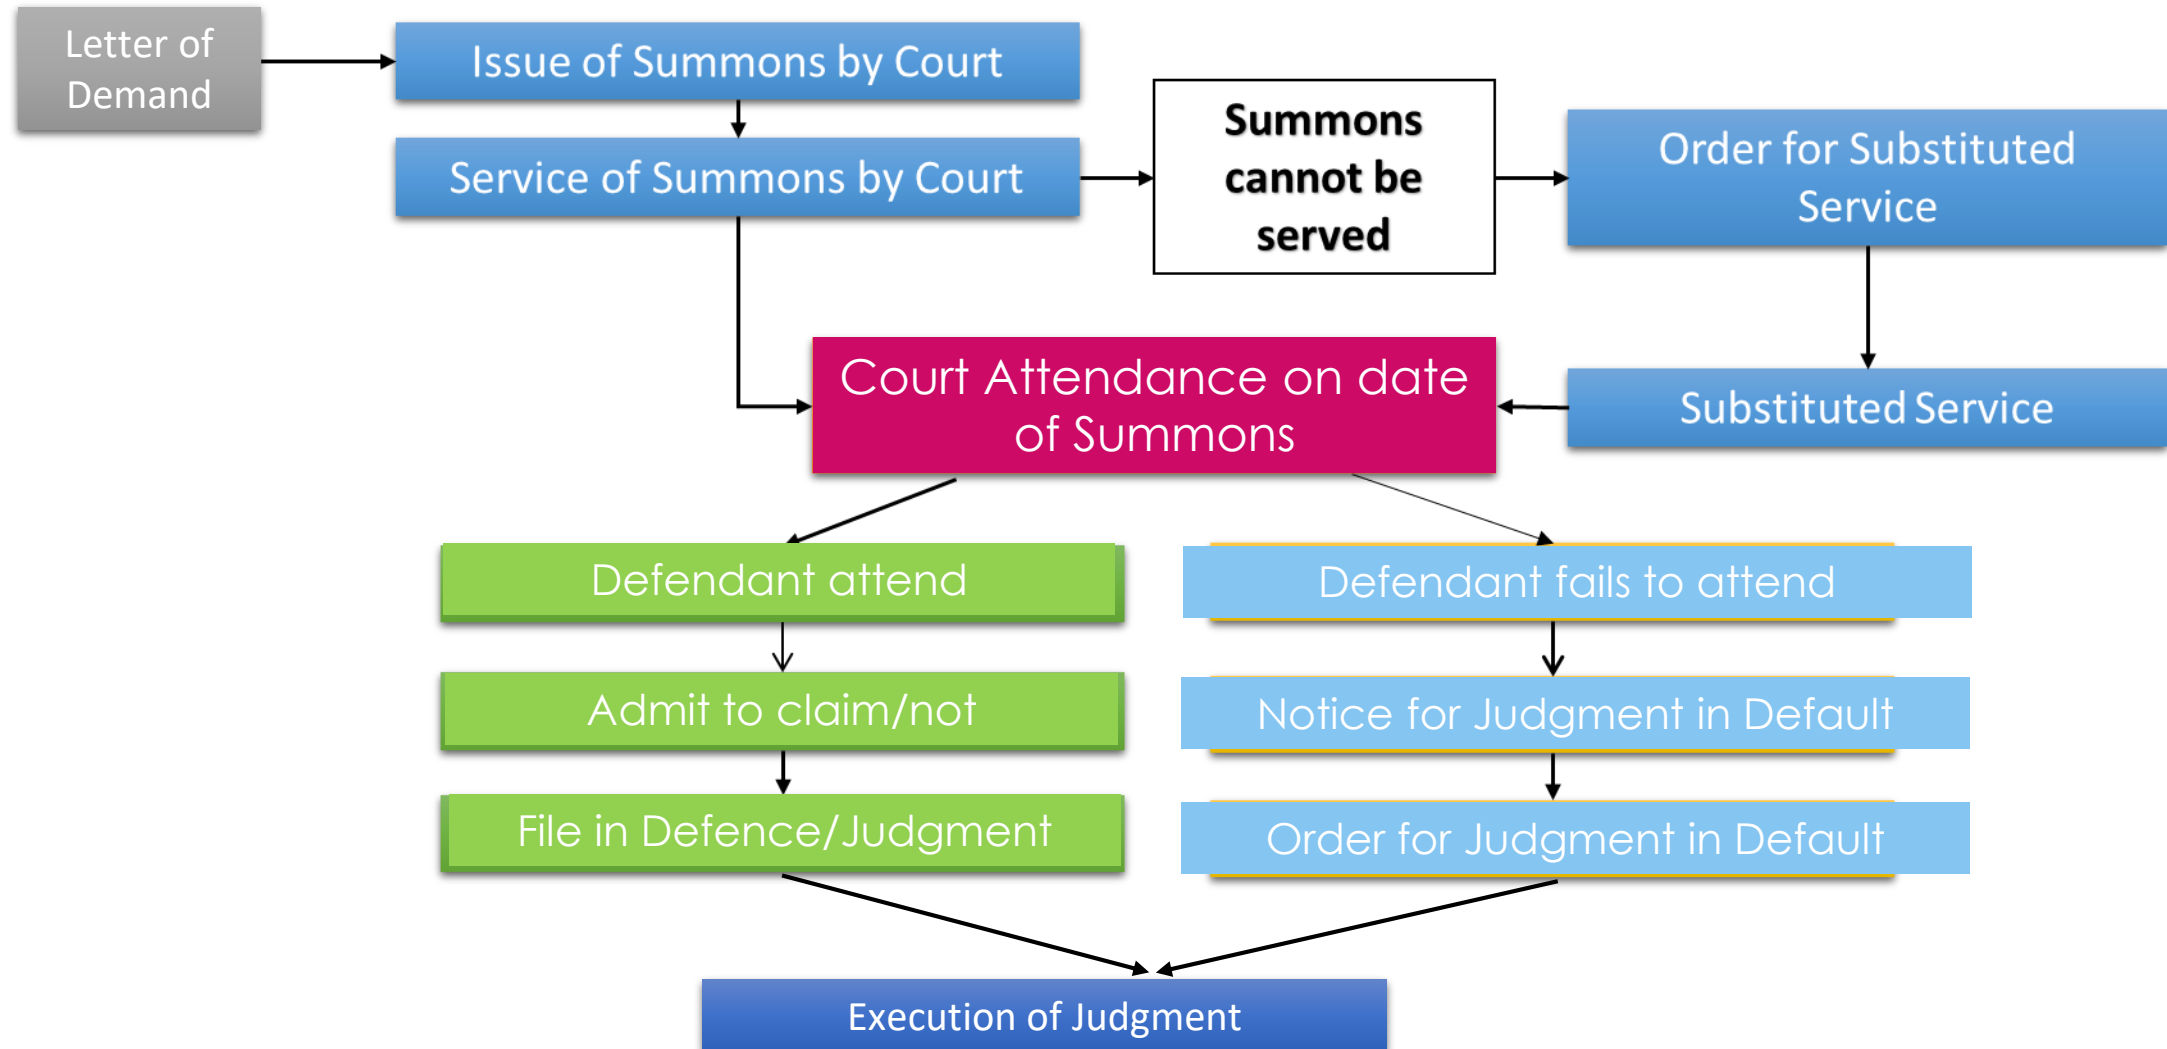 Letter of
Demand
Issue of Summons by Court
Service of Summons by Court
Summons
cannot be
served
Order for Substituted
Service
Substituted Service
Court Attendance on date
of Summons
Defendant attend
Defendant fails to attend
Admit to claim/not
Notice for Judgment in Default
File in Defence/Judgment
Order for Judgment in Default
Execution of Judgment